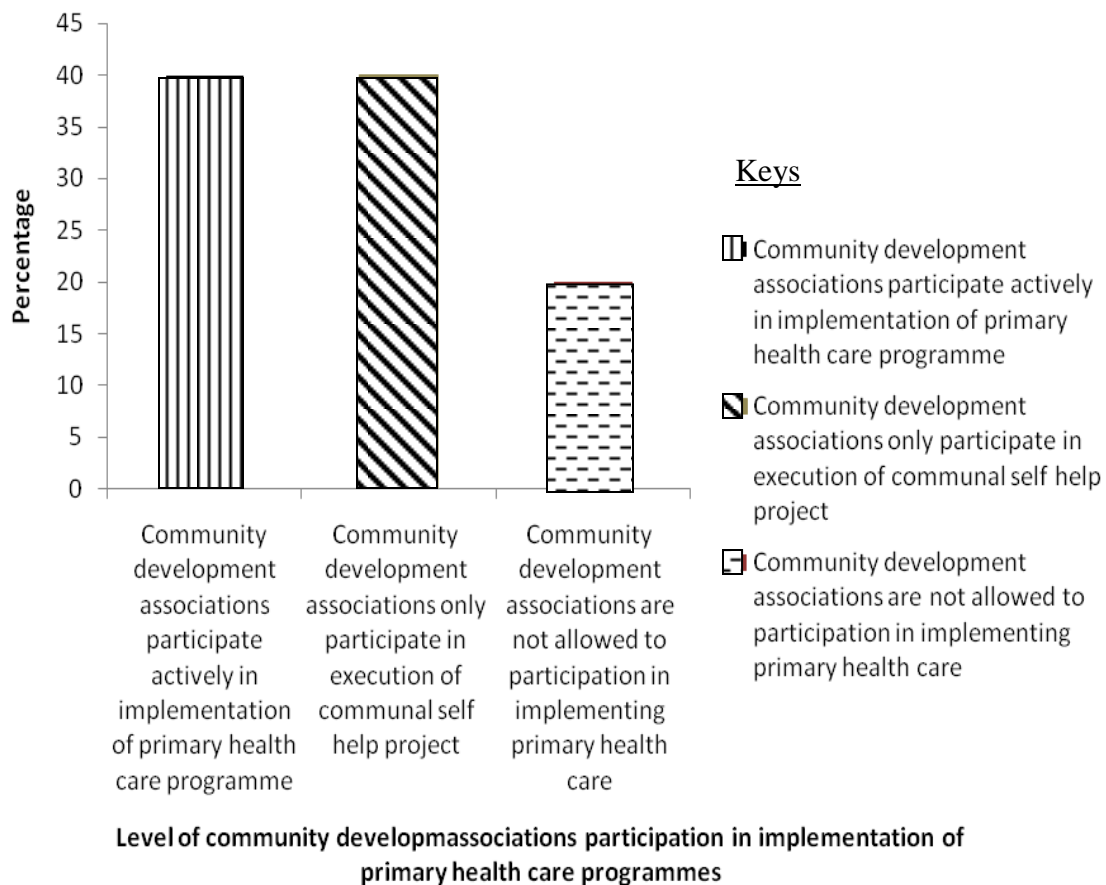 45
40
35
30
25
20
15
10
5
0
Percentage
Community
development
associations
participate
actively in
implementation
of primary health
care programme
Community
development
associations only
participate in
execution of
communal self
help project
Community
development
associations are
not allowed to
participation in
implementing
primary health
care
Level of community developmassociations participation in implementation of
primary health care programmes
Keys
Community development
associations participate actively
in implementation of primary
health care programme
Community development
associations only participate in
execution of communal self help
project
Community development
associations are not allowed to
participation in implementing
primary health care